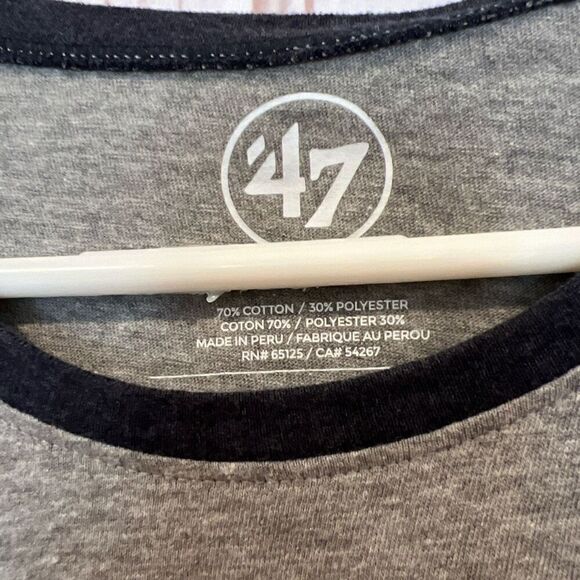 '47
70% COTTON / 30% POLYESTER
COTON 70% / POLYESTER 30%
MADE IN PERU / FABRIQUE AU PEROU
RN# 65125 / CA# 54267